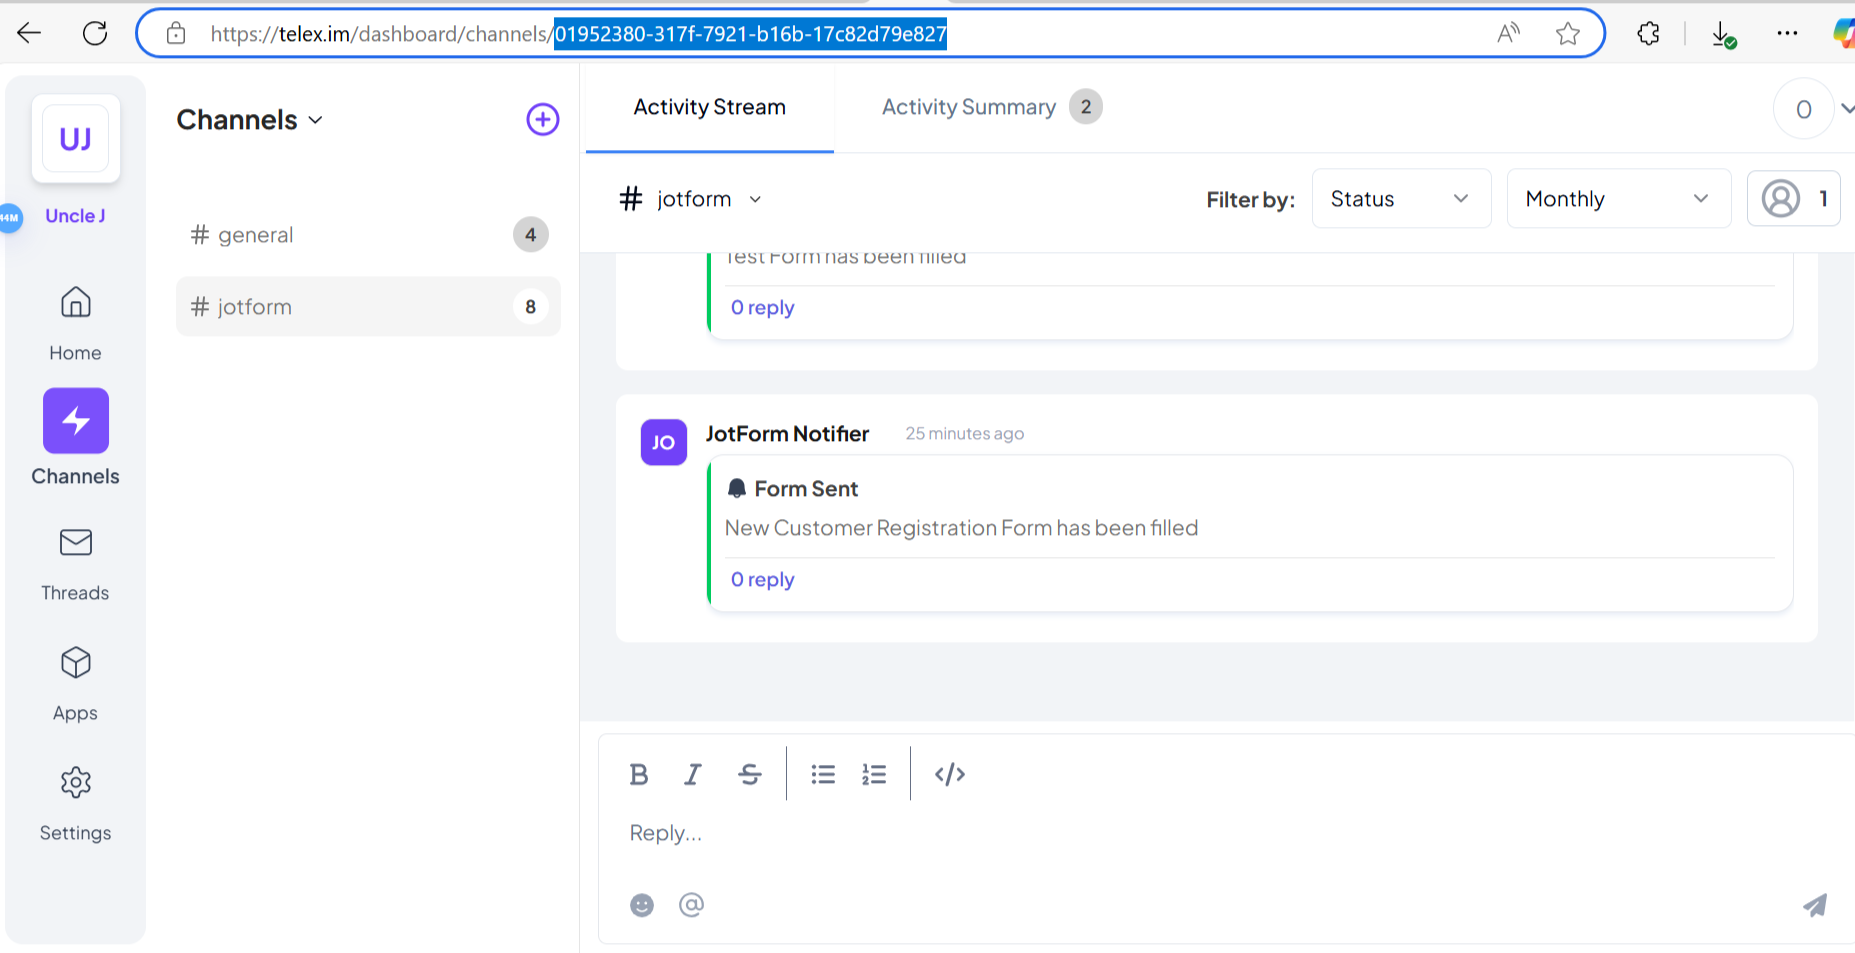 https://telex.im/dashboard/channels/01952380-317f-7921-b16b-17c82d79e827
UJ
Uncle J
44M
Home
Channels
Threads
Apps
Settings
Channels
# general 4
# jotform 8
Activity Stream
Activity Summary 2
0
# jotform
Filter by:
Status
Monthly
1
Test Form has been filled
0 reply
JO
JotForm Notifier 25 minutes ago
Form Sent
New Customer Registration Form has been filled
0 reply
B I S
</>
Reply...
@